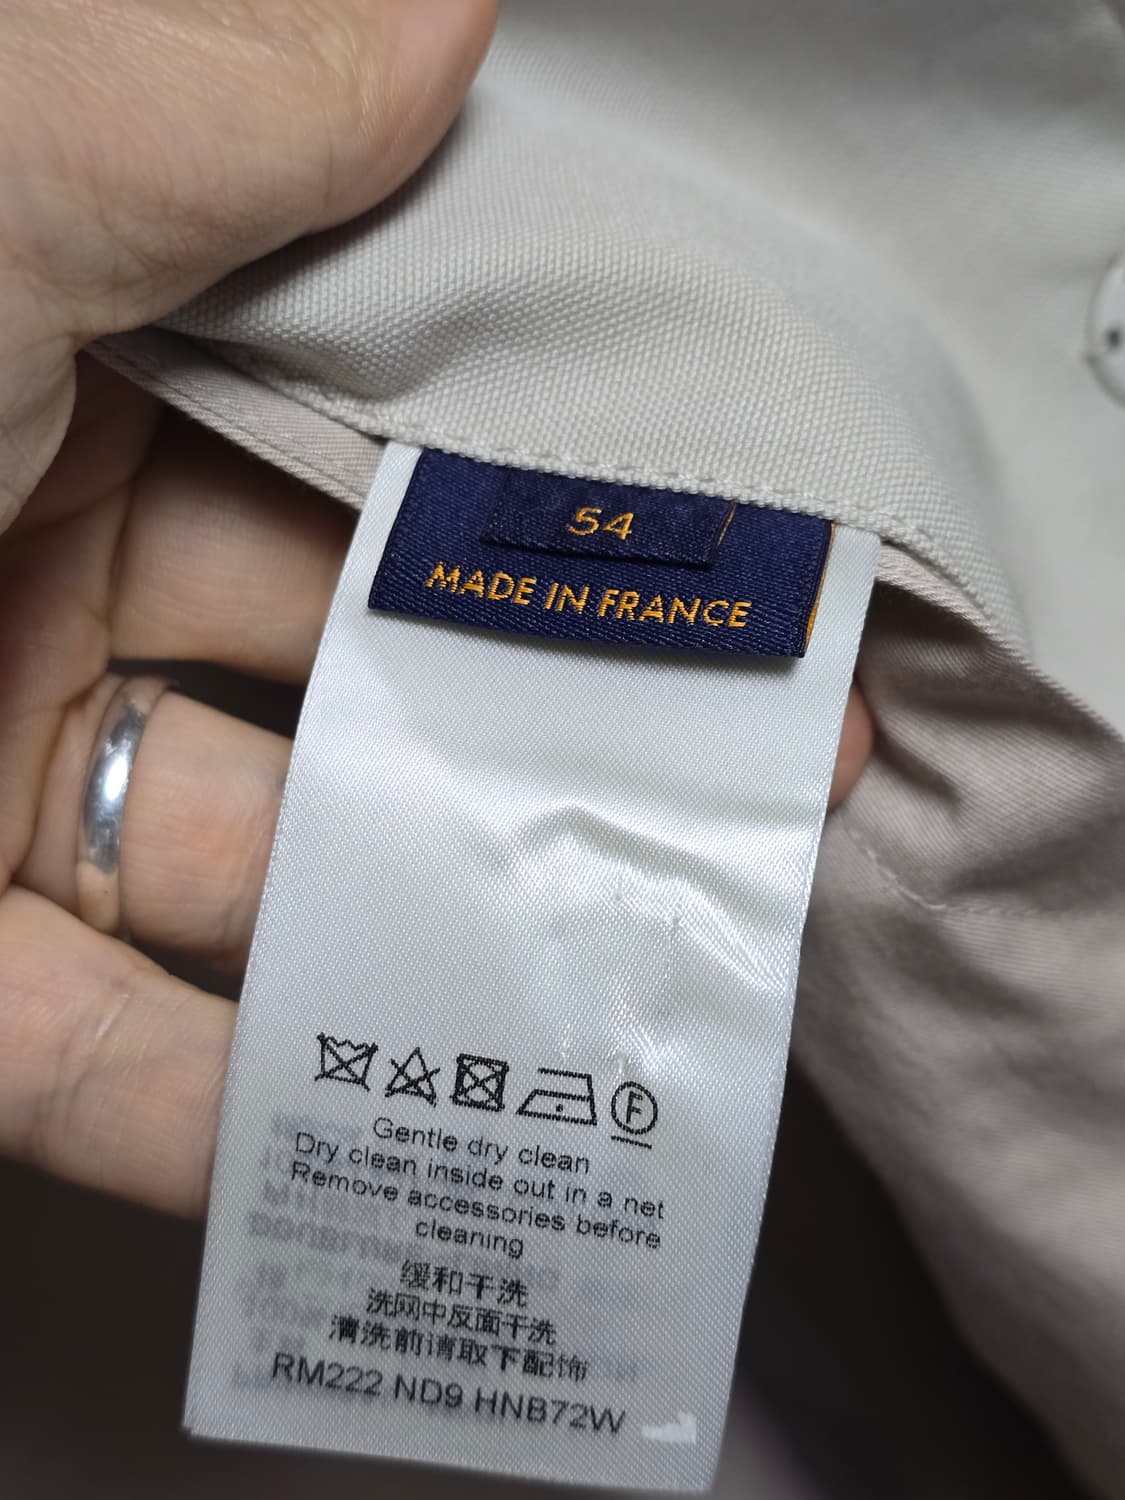 54
MADE IN FRANCE
F
Gentle dry clean
Dry clean inside out in a net
Remove accessories before
cleaning
缓和干洗
洗网中反面干洗
清洗前请取下配饰
RM222 ND9 HNB72W